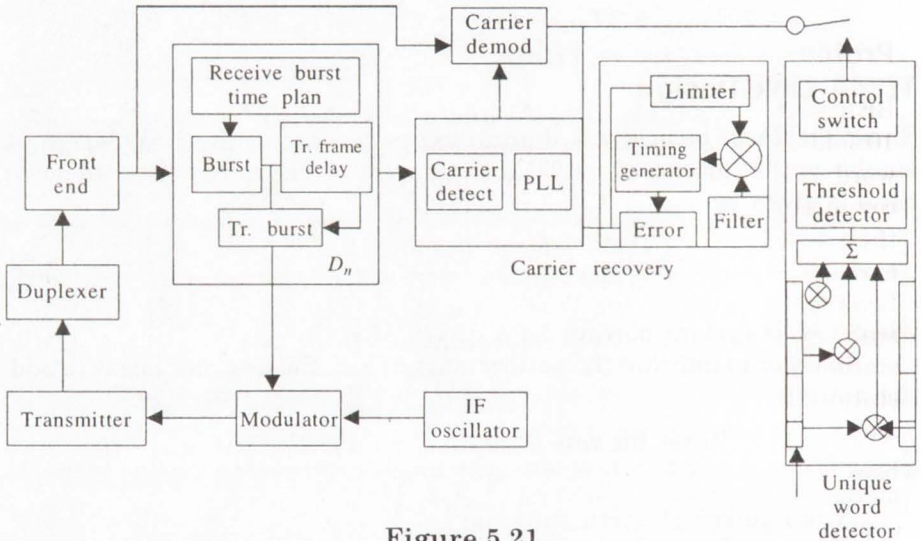 Carrier
demod
Receive burst
time plan
Limiter
Control
switch
Front
end
Burst
Tr. frame
delay
Carrier
detect
PLL
Timing
generator
Threshold
detector
Tr. burst
Error
Filter
Σ
Dn
Carrier recovery
Duplexer
Transmitter
Modulator
IF
oscillator
Unique
word
detector
Figure 5.21